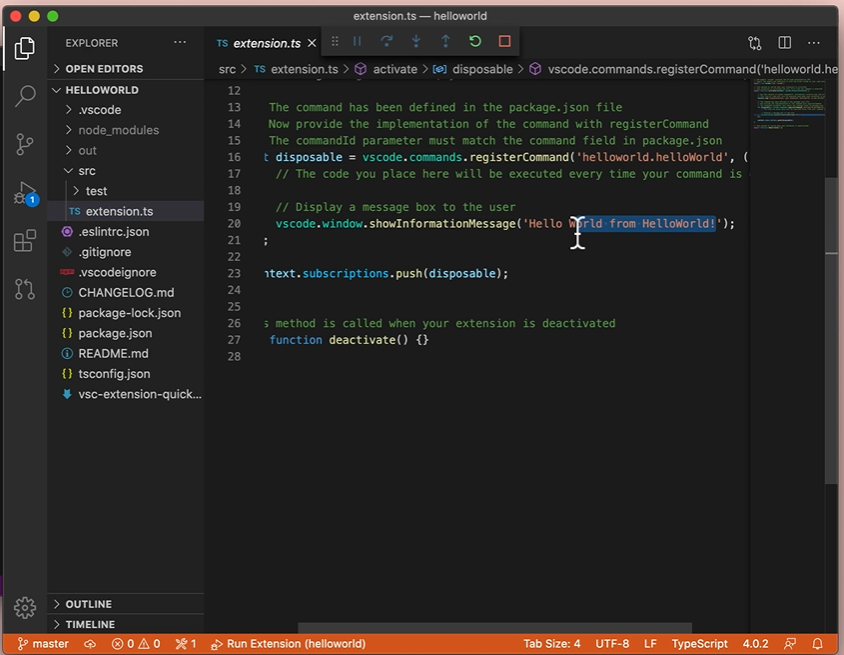 extension.ts — helloworld
EXPLORER
OPEN EDITORS
HELLOWORLD
.vscode
node_modules
out
src
test
TS extension.ts
.eslintrc.json
.gitignore
.vscodeignore
CHANGELOG.md
{} package-lock.json
{} package.json
README.md
{} tsconfig.json
vsc-extension-quick...
OUTLINE
TIMELINE
1
TS extension.ts
src > TS extension.ts > activate > disposable > vscode.commands.registerCommand('helloworld.he
12
13 The command has been defined in the package.json file
14 Now provide the implementation of the command with registerCommand
15 The commandId parameter must match the command field in package.json
16 t disposable = vscode.commands.registerCommand('helloworld.helloWorld', (
17 // The code you place here will be executed every time your command is
18
19 // Display a message box to the user
20 vscode.window.showInformationMessage('Hello World from HelloWorld!');
21 ;
22
23 ntext.subscriptions.push(disposable);
24
25
26 s method is called when your extension is deactivated
27 function deactivate() {}
28
master 0 0 1 Run Extension (helloworld) Tab Size: 4 UTF-8 LF TypeScript 4.0.2